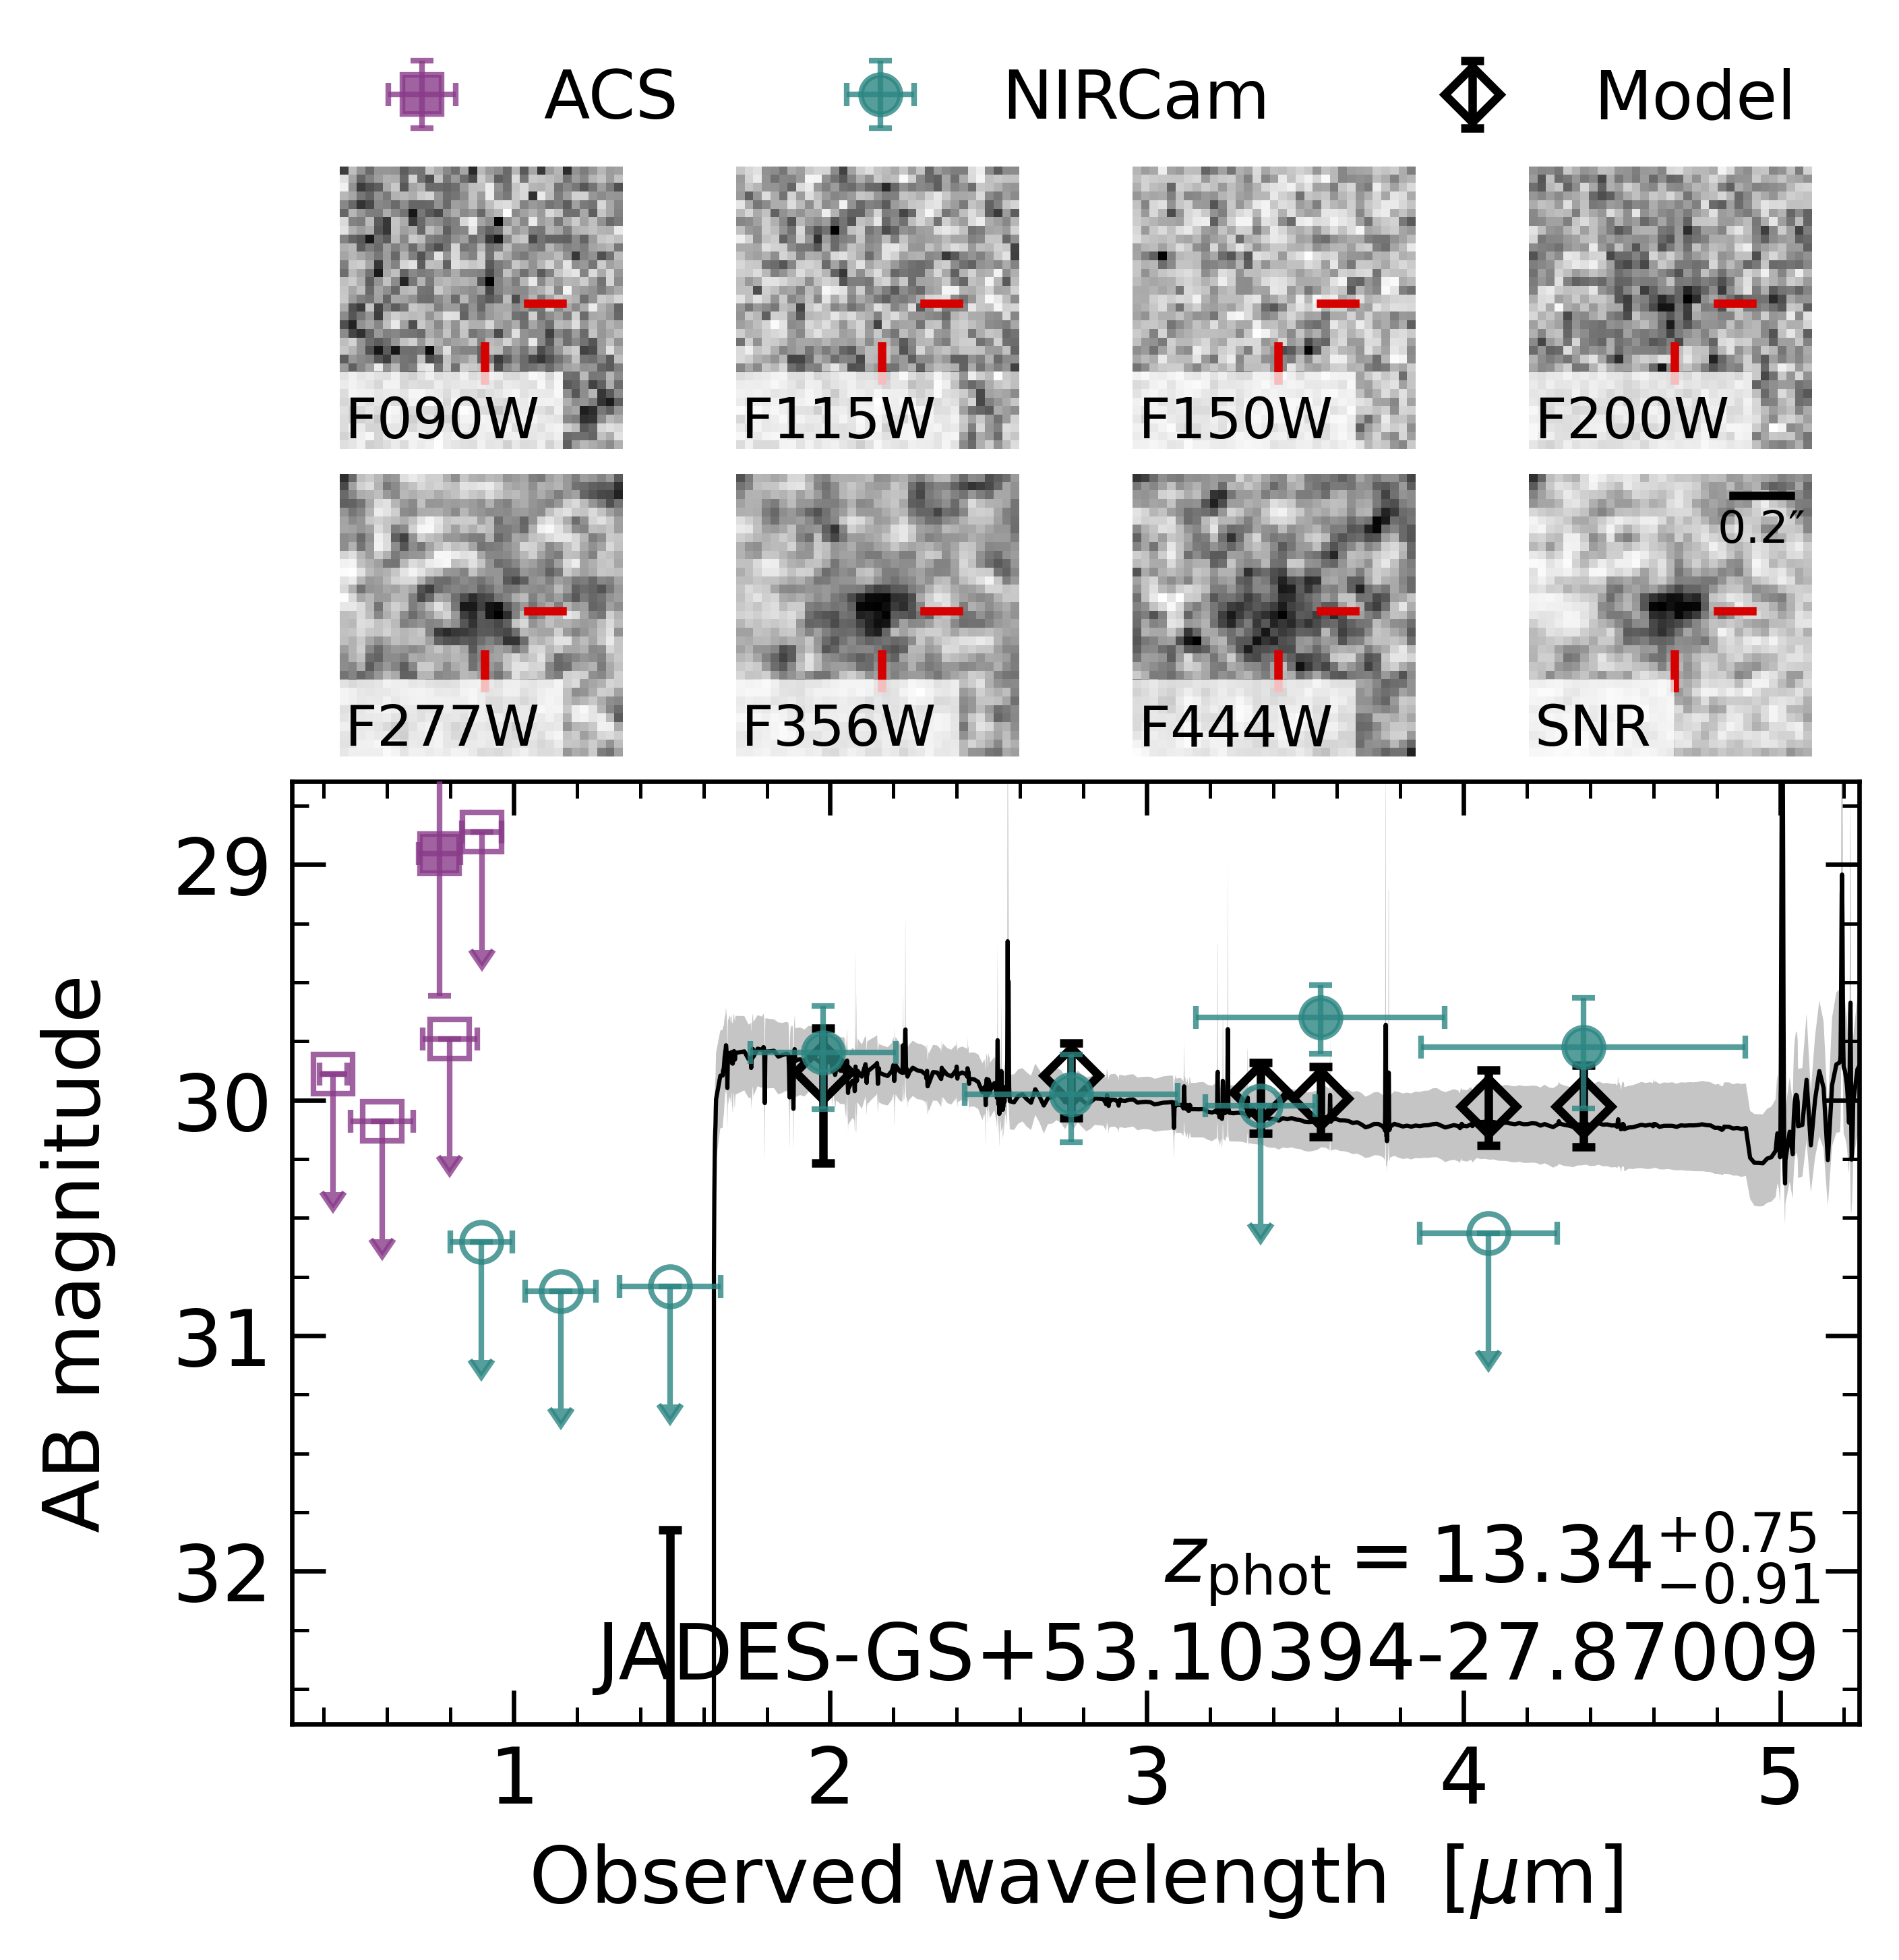 ACS NIRCam Model
F090W F115W F150W F200W
0.2″
F277W F356W F444W SNR
29
30
31
32
AB magnitude
z_phot = 13.34 +0.75 −0.91
JADES-GS+53.10394-27.87009
1 2 3 4 5
Observed wavelength [μm]